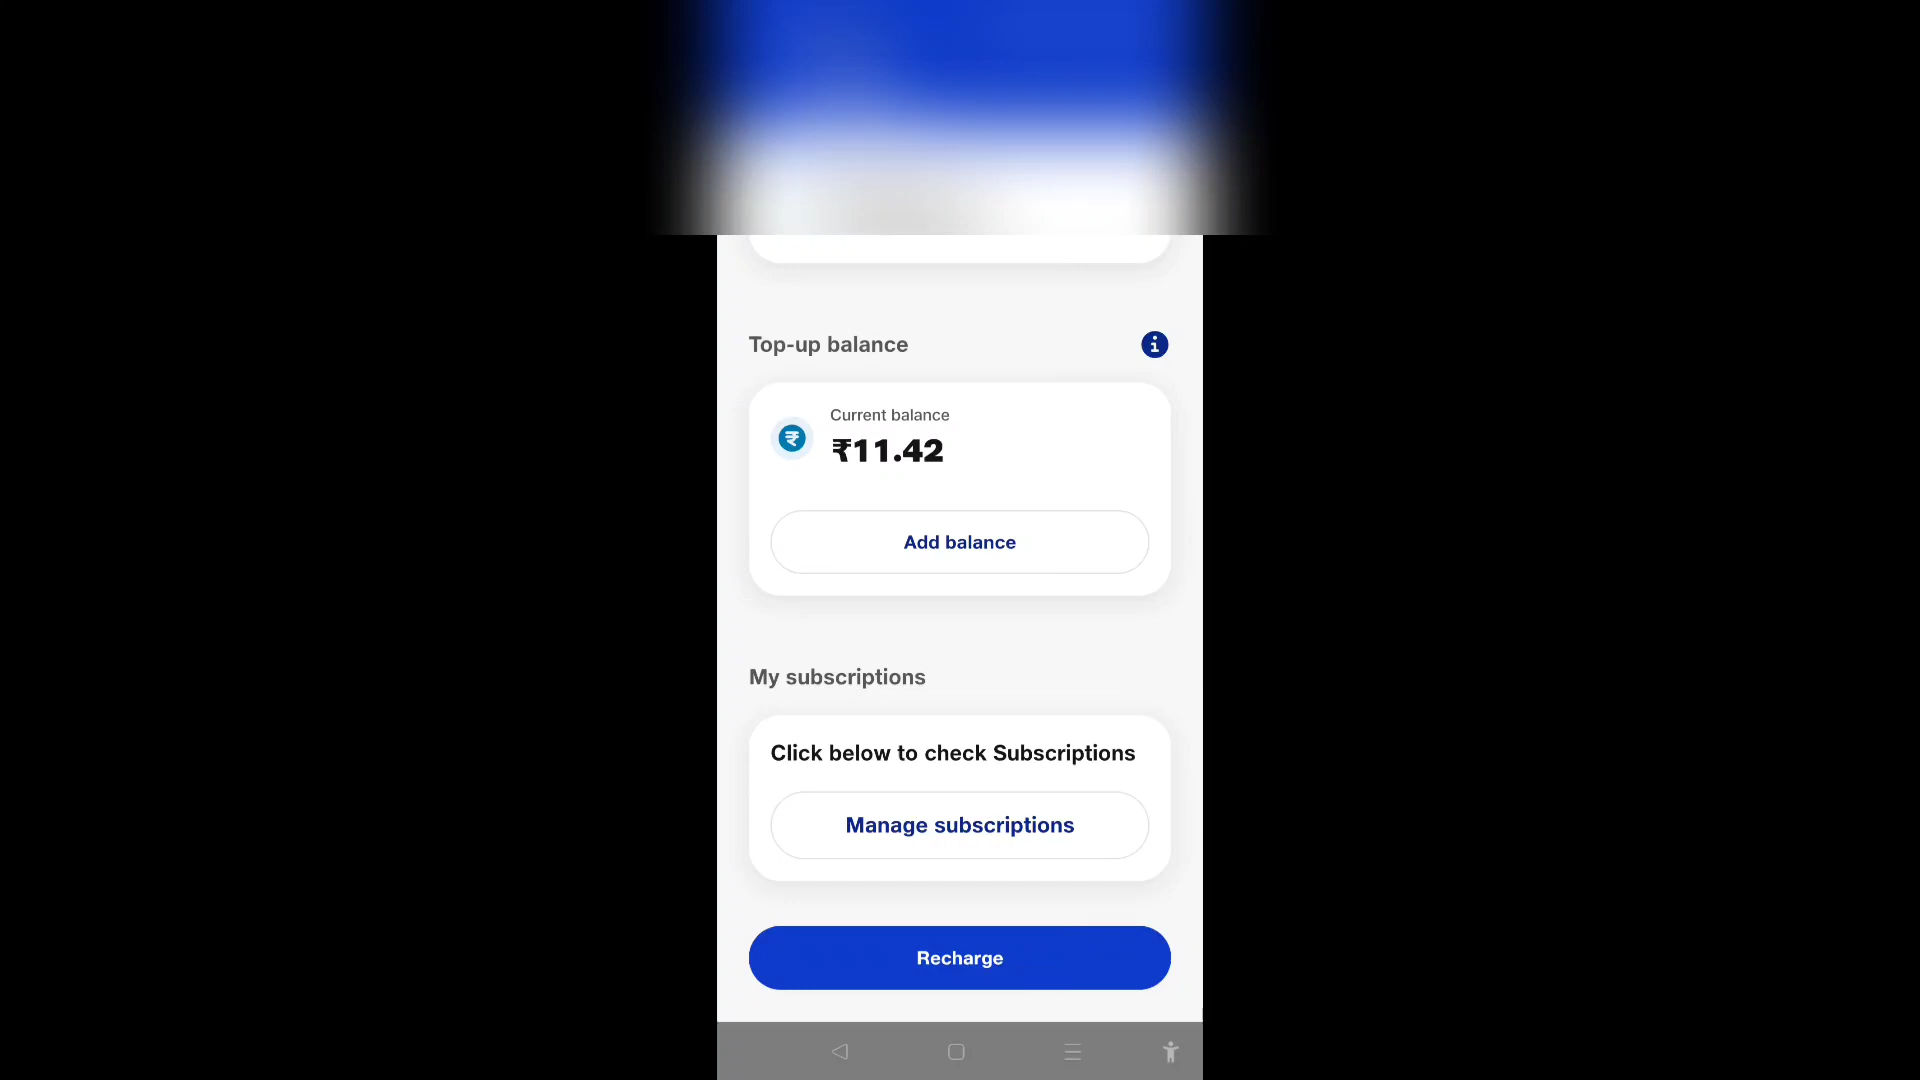 Top-up balance
Current balance
₹11.42
Add balance
My subscriptions
Click below to check Subscriptions
Manage subscriptions
Recharge